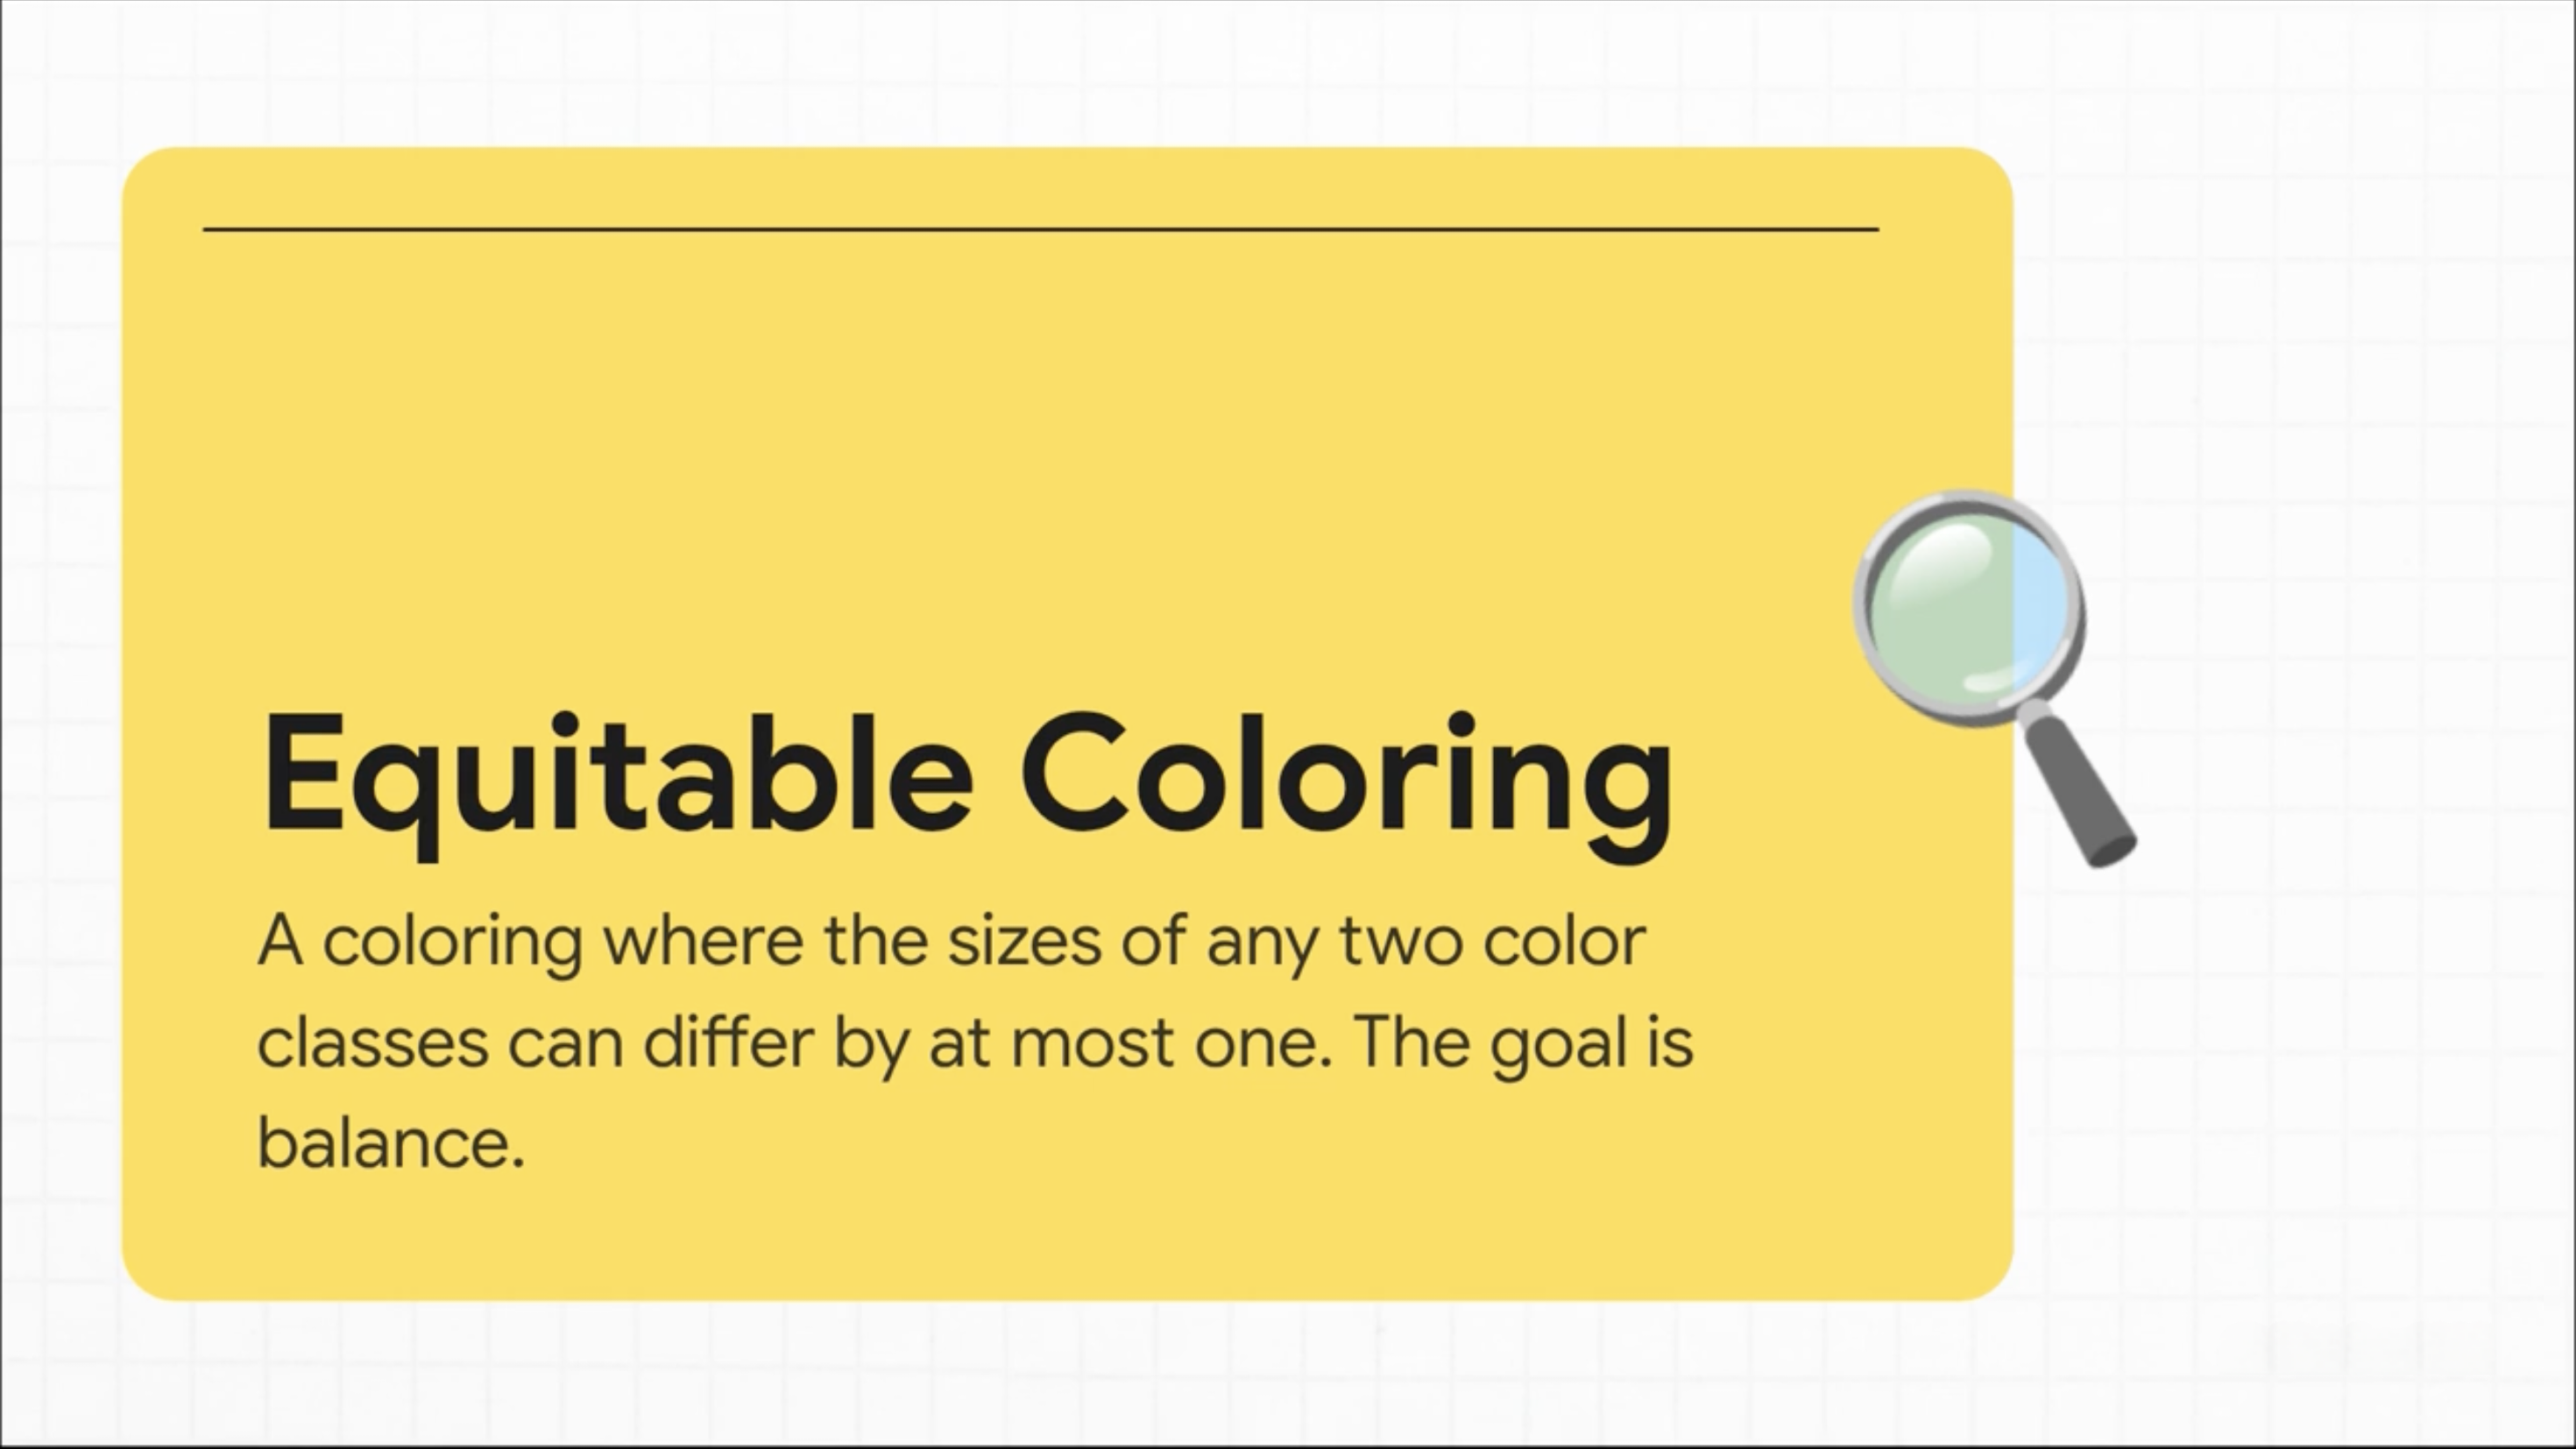 Equitable Coloring
A coloring where the sizes of any two color
classes can differ by at most one. The goal is
balance.